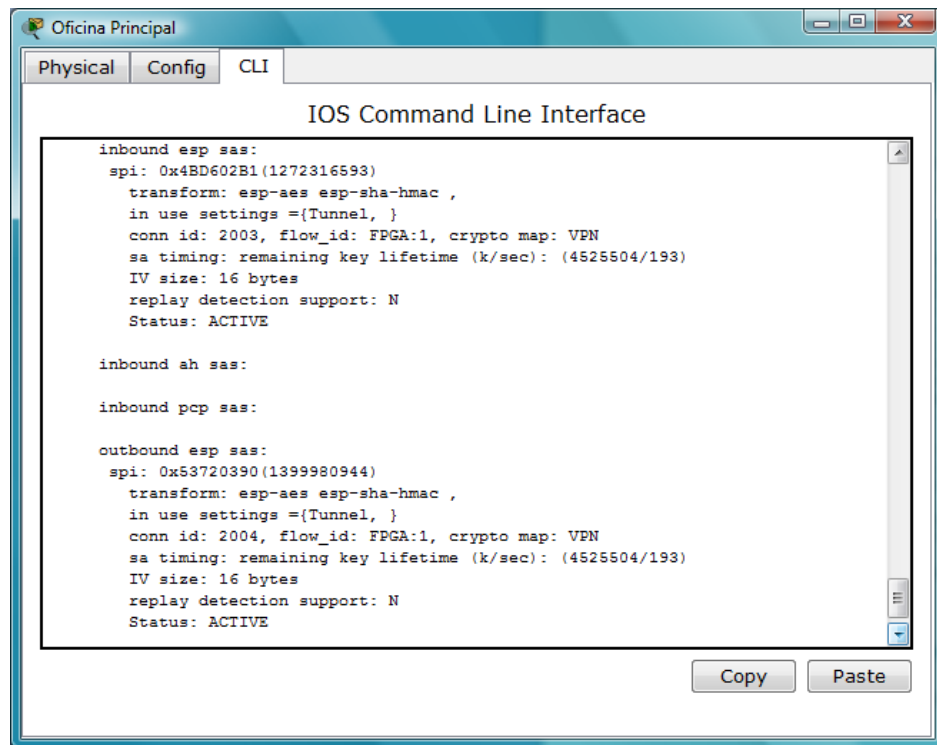 Oficina Principal
Physical Config CLI
IOS Command Line Interface
inbound esp sas:
spi: 0x4BD602B1(1272316593)
transform: esp-aes esp-sha-hmac ,
in use settings ={Tunnel, }
conn id: 2003, flow_id: FPGA:1, crypto map: VPN
sa timing: remaining key lifetime (k/sec): (4525504/193)
IV size: 16 bytes
replay detection support: N
Status: ACTIVE
inbound ah sas:
inbound pcp sas:
outbound esp sas:
spi: 0x53720390(1399980944)
transform: esp-aes esp-sha-hmac ,
in use settings ={Tunnel, }
conn id: 2004, flow_id: FPGA:1, crypto map: VPN
sa timing: remaining key lifetime (k/sec): (4525504/193)
IV size: 16 bytes
replay detection support: N
Status: ACTIVE
Copy Paste